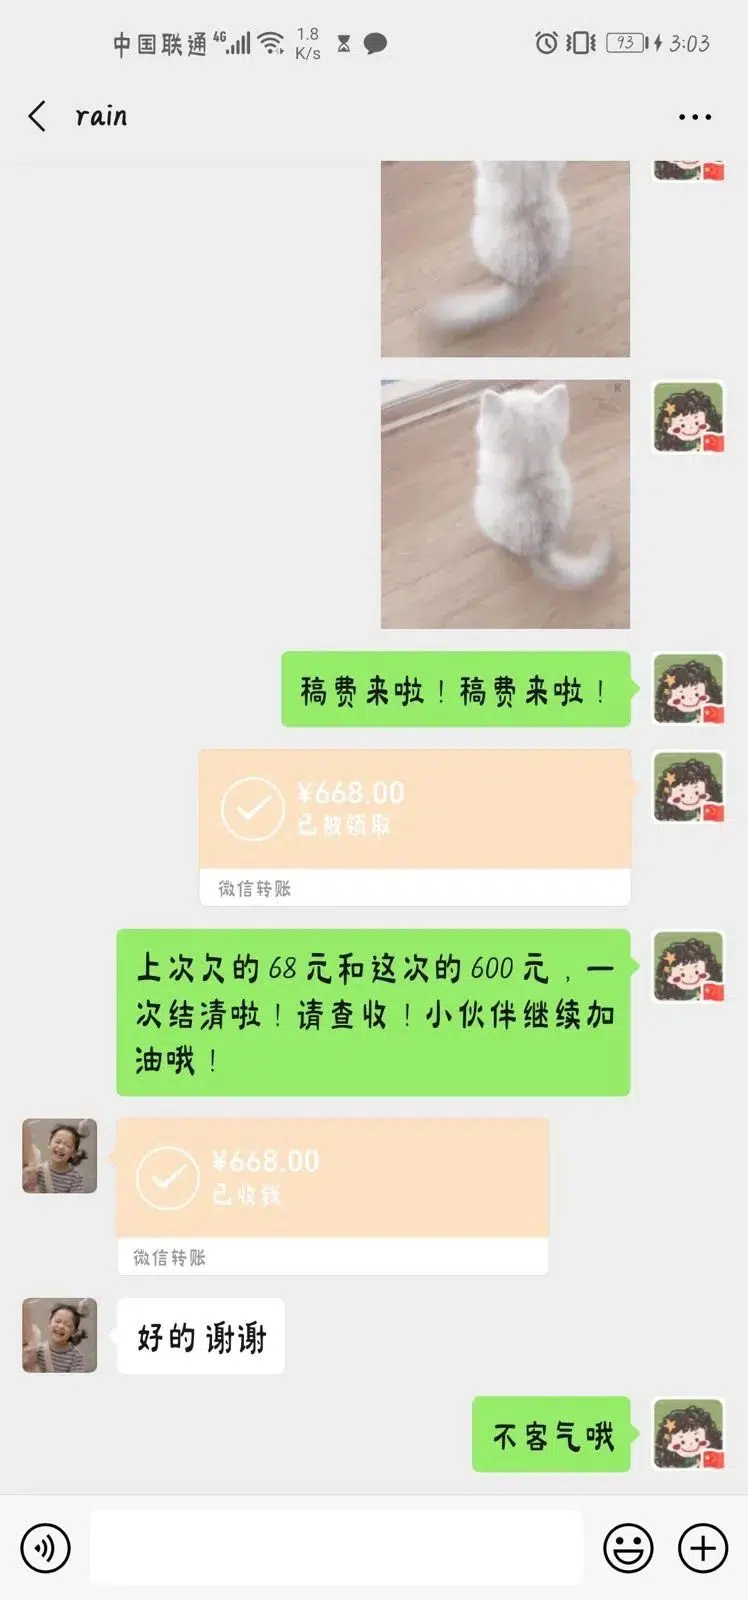 中国联通 4G 1.8 K/s 93 3:03
rain
K
稿费来啦！稿费来啦！
¥668.00
已被领取
微信转账
上次欠的68元和这次的600元，一
次结清啦！请查收！小伙伴继续加
油哦！
¥668.00
已收钱
微信转账
好的 谢谢
不客气哦